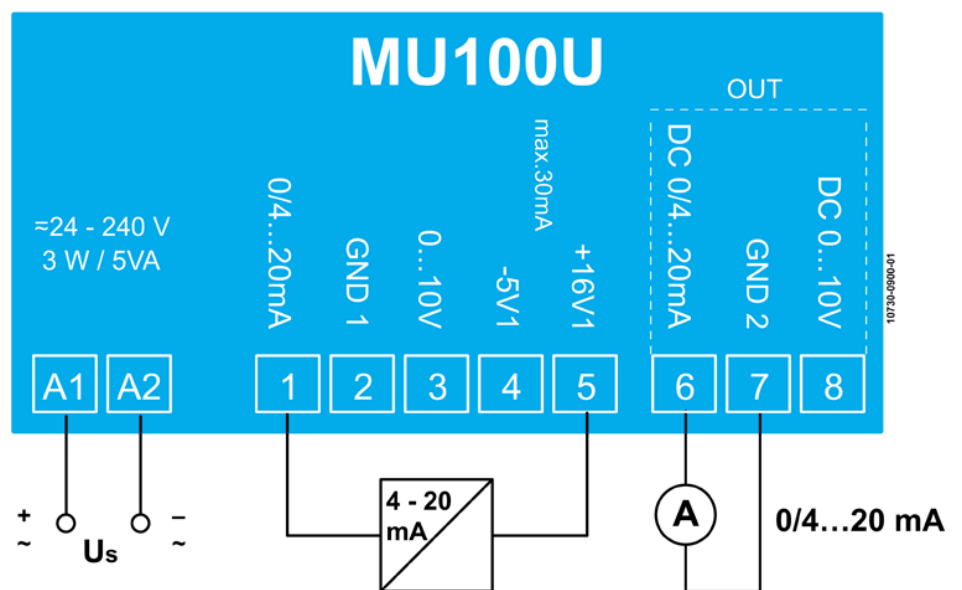 MU100U
OUT
≂24 - 240 V
3 W / 5VA
0/4...20mA
GND 1
0...10V
-5V1
max.30mA
+16V1
DC 0/4...20mA
GND 2
DC 0...10V
10730-0900-01
A1 A2 1 2 3 4 5 6 7 8
+ –
~ Us ~
4 - 20
mA
A
0/4...20 mA